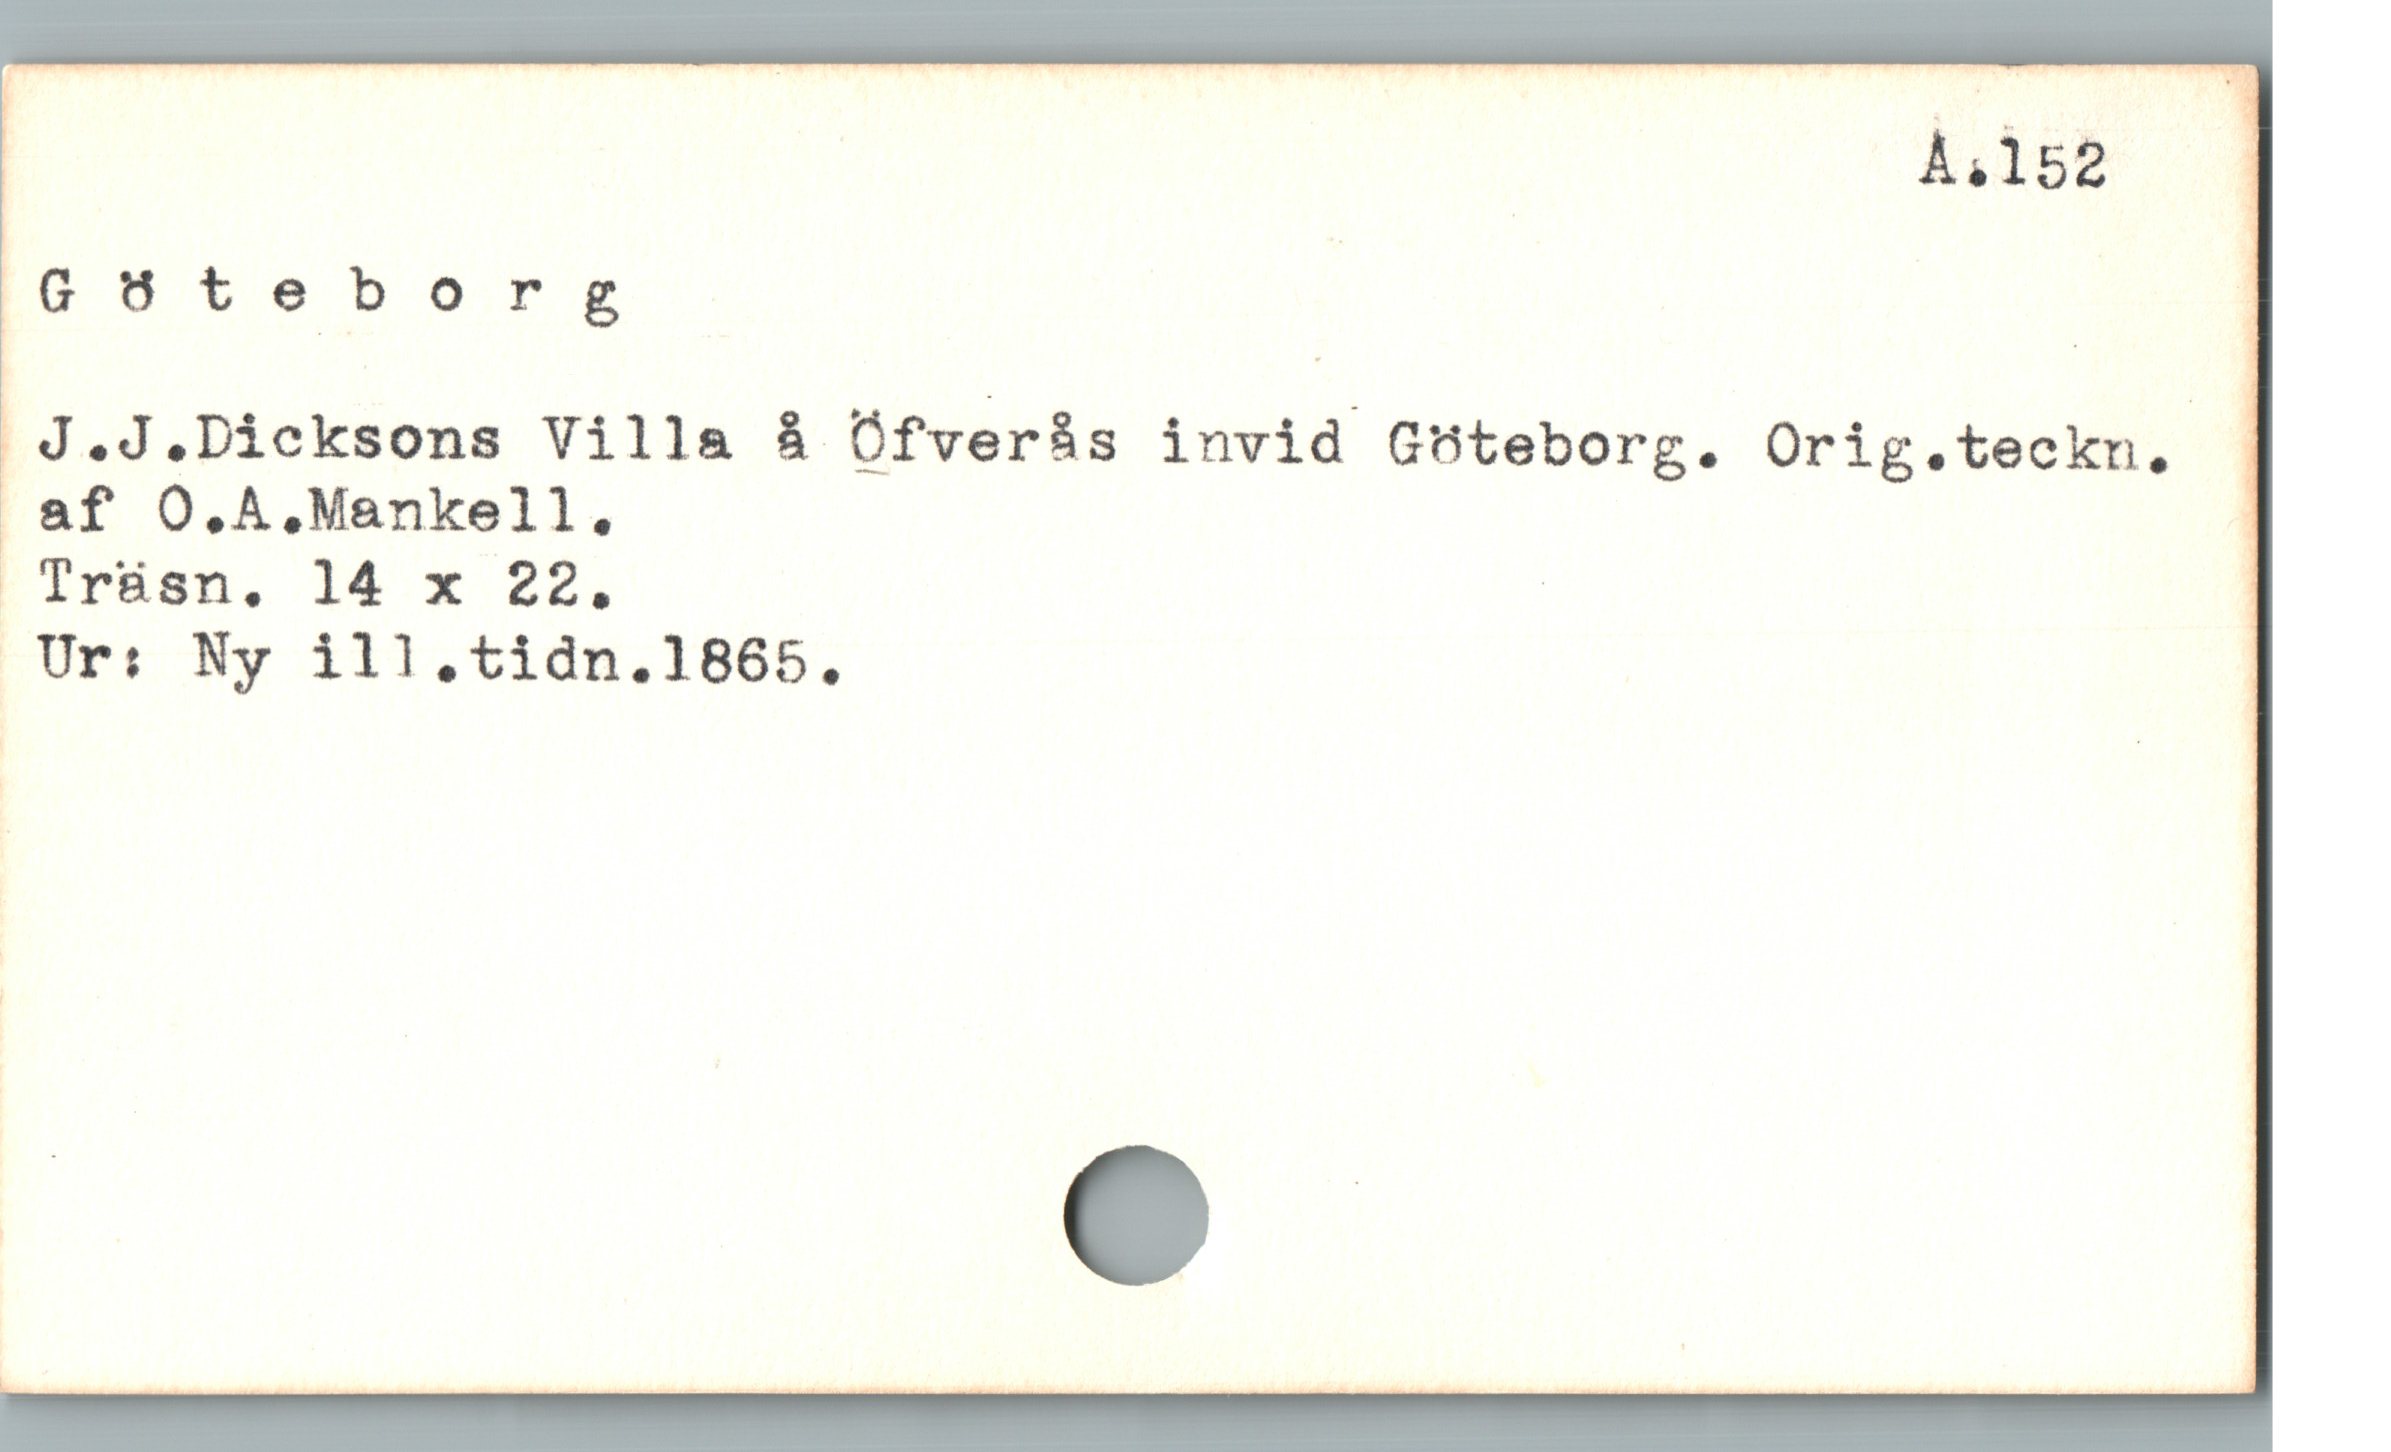 A.152
G ö t e b o r g
J.J.Dicksons Villa å Öfverås invid Göteborg. Orig.teckn.
af O.A.Mankell.
Träsn. 14 x 22.
Ur: Ny ill.tidn.1865.